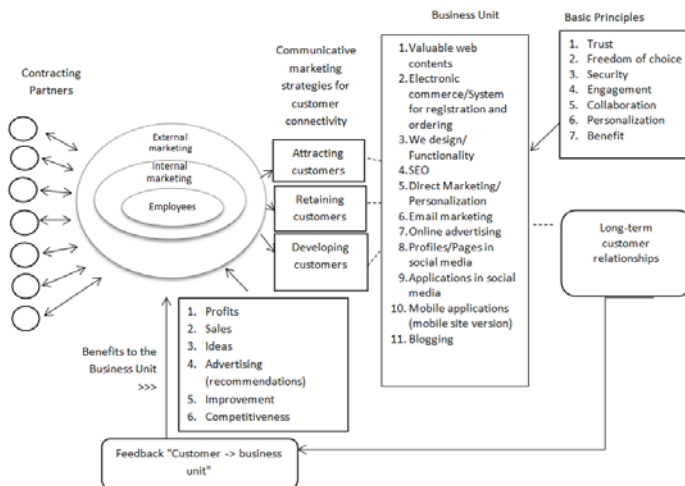 Business Unit
Basic Principles
Contracting
Partners
Communicative
marketing
strategies for
customer
connectivity
External
marketing
Internal
marketing
Employees
Attracting
customers
Retaining
customers
Developing
customers
1. Valuable web
contents
2. Electronic
commerce/System
for registration and
ordering
3. We design/
Functionality
4. SEO
5. Direct Marketing/
Personalization
6. Email marketing
7. Online advertising
8. Profiles/Pages in
social media
9. Applications in social
media
10. Mobile applications
(mobile site version)
11. Blogging
1. Trust
2. Freedom of choice
3. Security
4. Engagement
5. Collaboration
6. Personalization
7. Benefit
Long-term
customer
relationships
Benefits to the
Business Unit
>>>
1. Profits
2. Sales
3. Ideas
4. Advertising
(recommendations)
5. Improvement
6. Competitiveness
Feedback "Customer -> business
unit"